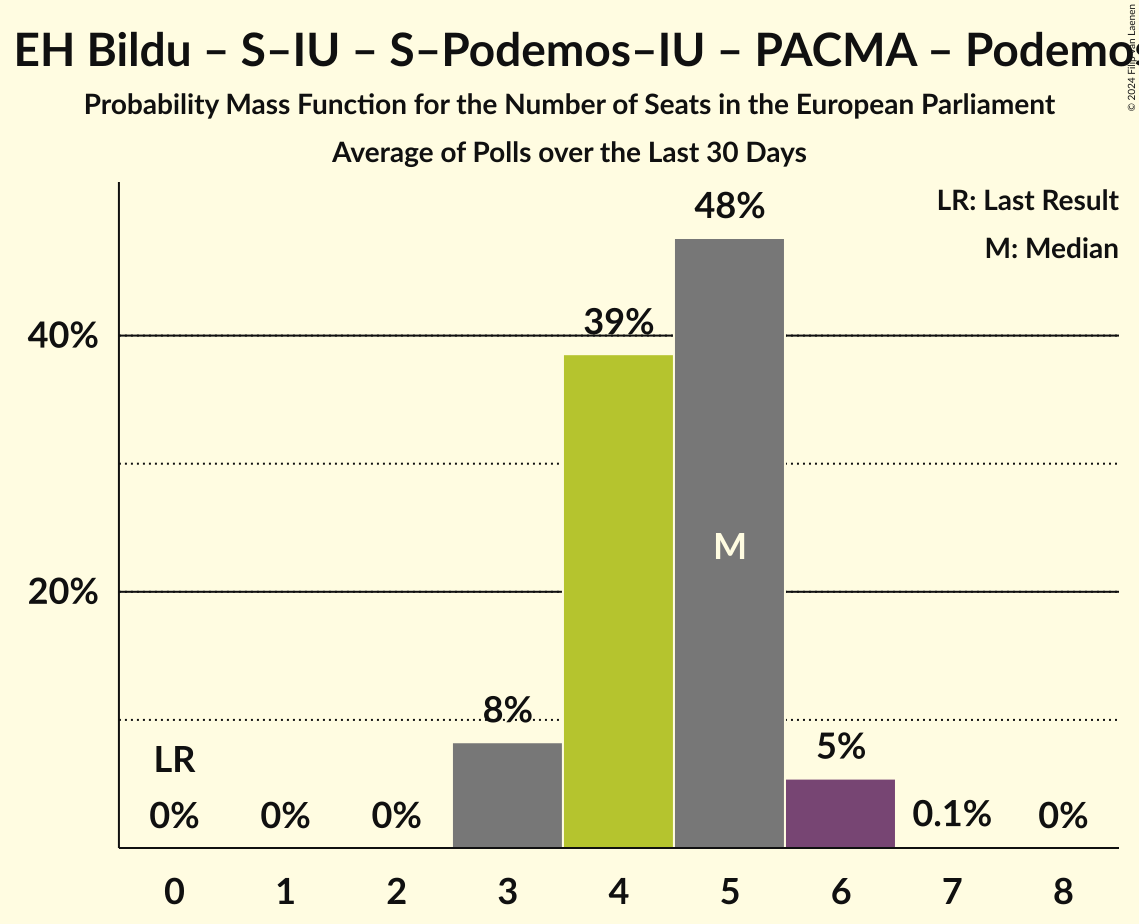 EH Bildu – S–IU – S–Podemos–IU – PACMA – Podemos
Probability Mass Function for the Number of Seats in the European Parliament
Average of Polls over the Last 30 Days
LR: Last Result
M: Median
48%
39%
40%
M
20%
8%
5%
LR
0%
0%
0%
0.1%
0%
0
1
2
3
4
5
6
7
8
© 2024 Filip van Laenen